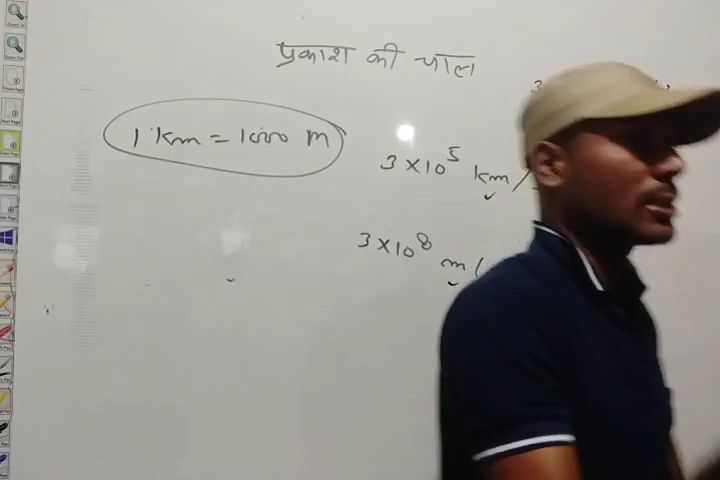 प्रकाश की चाल
1 km = 1000 m
3×10⁵ km/
3×10⁸ m/